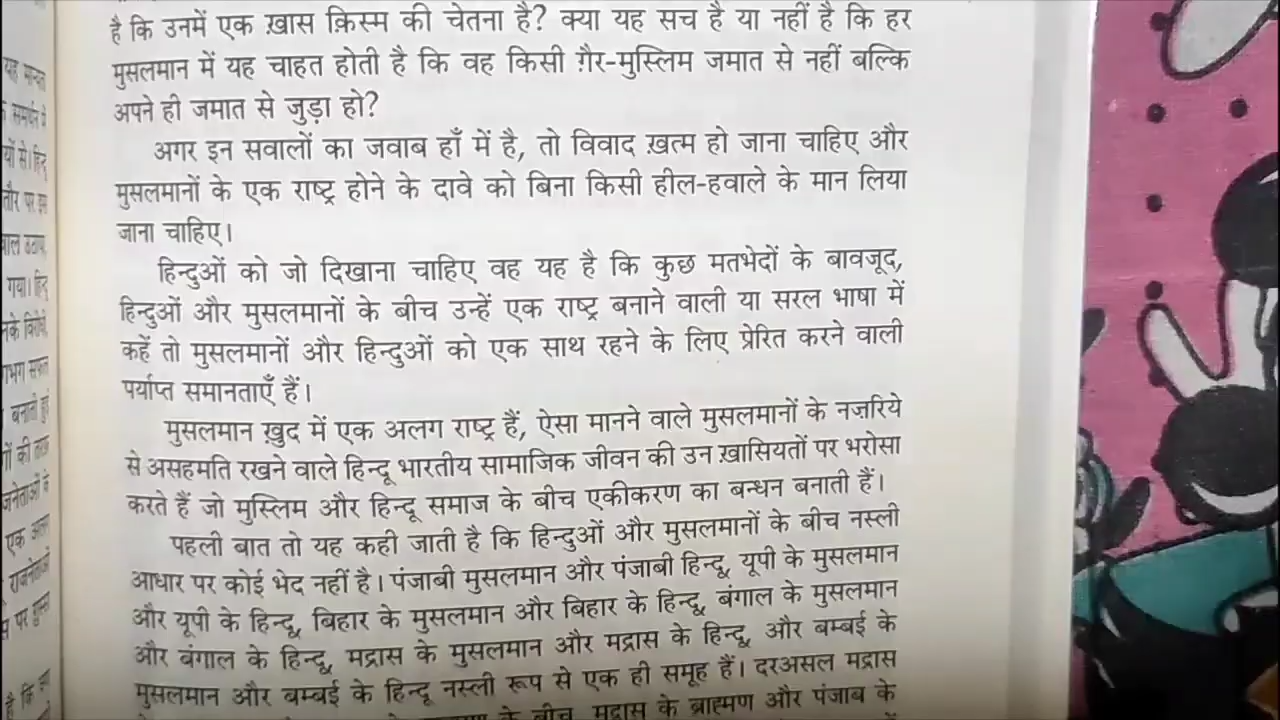 है कि उनमें एक ख़ास क़िस्म की चेतना है? क्या यह सच है या नहीं है कि हर
मुसलमान में यह चाहत होती है कि वह किसी ग़ैर-मुस्लिम जमात से नहीं बल्कि
अपने ही जमात से जुड़ा हो?
अगर इन सवालों का जवाब हाँ में है, तो विवाद ख़त्म हो जाना चाहिए और
मुसलमानों के एक राष्ट्र होने के दावे को बिना किसी हील-हवाले के मान लिया
जाना चाहिए।
हिन्दुओं को जो दिखाना चाहिए वह यह है कि कुछ मतभेदों के बावजूद,
हिन्दुओं और मुसलमानों के बीच उन्हें एक राष्ट्र बनाने वाली या सरल भाषा में
कहें तो मुसलमानों और हिन्दुओं को एक साथ रहने के लिए प्रेरित करने वाली
पर्याप्त समानताएँ हैं।
मुसलमान ख़ुद में एक अलग राष्ट्र हैं, ऐसा मानने वाले मुसलमानों के नज़रिये
से असहमति रखने वाले हिन्दू भारतीय सामाजिक जीवन की उन ख़ासियतों पर भरोसा
करते हैं जो मुस्लिम और हिन्दू समाज के बीच एकीकरण का बन्धन बनाती हैं।
पहली बात तो यह कही जाती है कि हिन्दुओं और मुसलमानों के बीच नस्ली
आधार पर कोई भेद नहीं है। पंजाबी मुसलमान और पंजाबी हिन्दू, यूपी के मुसलमान
और यूपी के हिन्दू, बिहार के मुसलमान और बिहार के हिन्दू, बंगाल के मुसलमान
और बंगाल के हिन्दू, मद्रास के मुसलमान और मद्रास के हिन्दू, और बम्बई के
मुसलमान और बम्बई के हिन्दू नस्ली रूप से एक ही समूह हैं। दरअसल मद्रास
के बीच, मद्रास के ब्राह्मण और पंजाब के